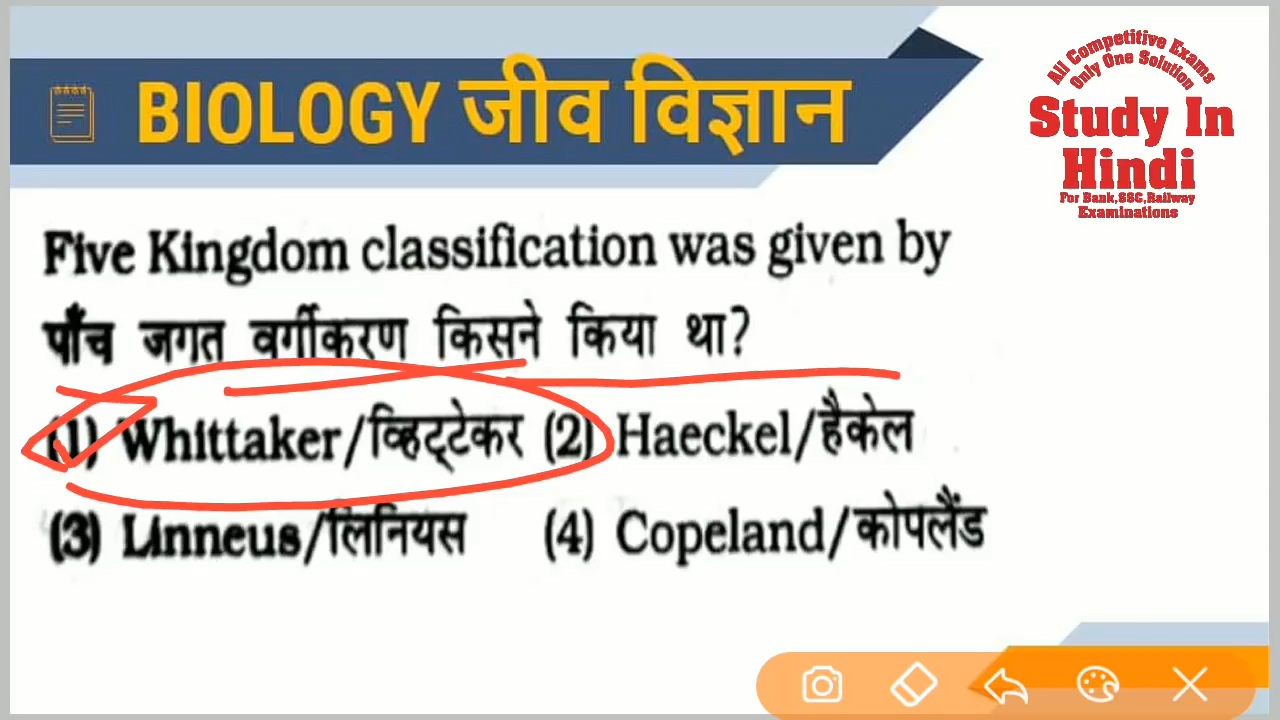 BIOLOGY जीव विज्ञान
All Competitive Exams
Only One Solution
Study In
Hindi
For Bank,SSC,Railway
Examinations
Five Kingdom classification was given by
पाँच जगत वर्गीकरण किसने किया था?
(1) Whittaker/व्हिट्टेकर (2) Haeckel/हैकेल
(3) Linneus/लिनियस (4) Copeland/कोपलैंड